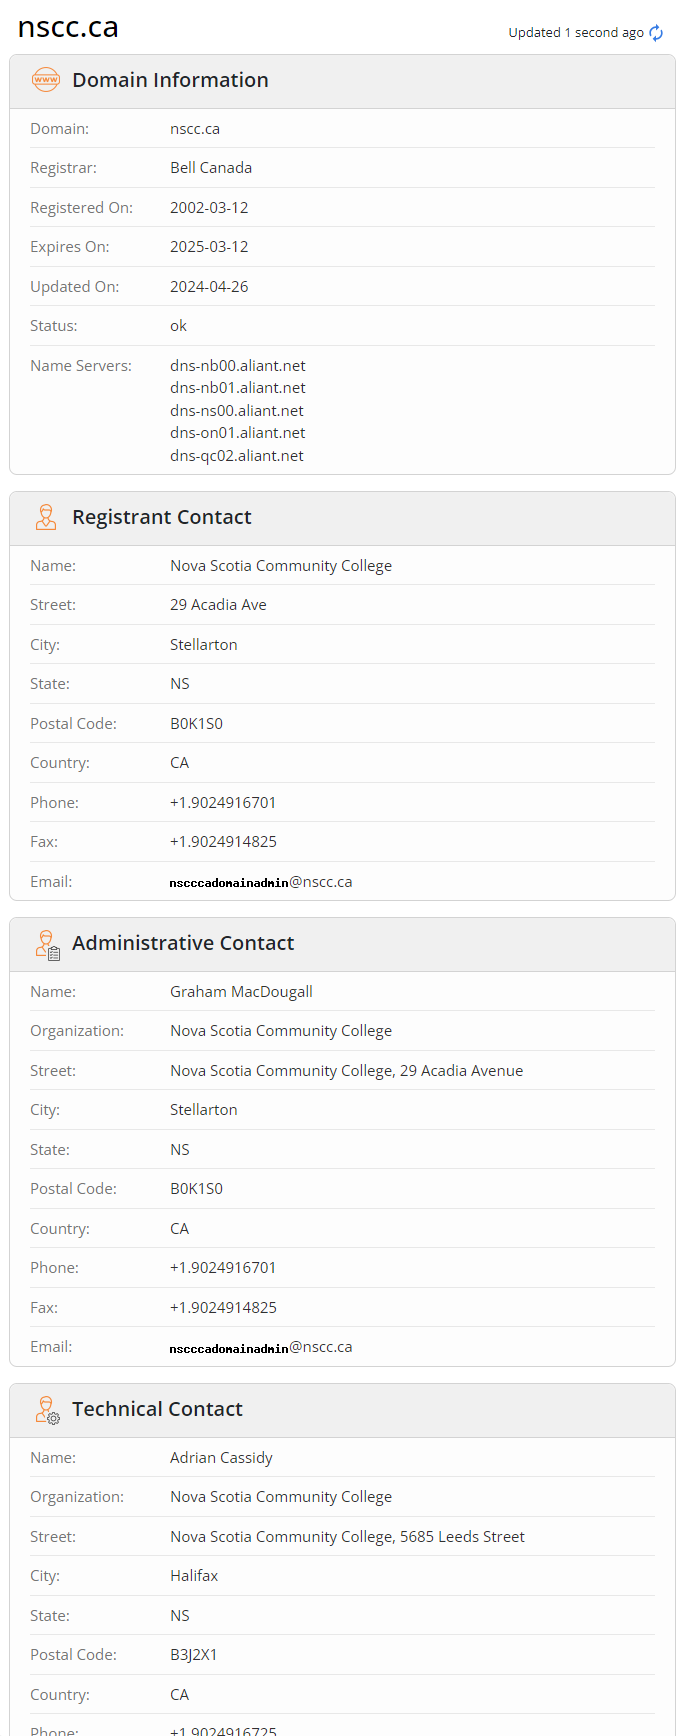 nscc.ca
Updated 1 second ago
www
Domain Information
Domain: nscc.ca
Registrar: Bell Canada
Registered On: 2002-03-12
Expires On: 2025-03-12
Updated On: 2024-04-26
Status: ok
Name Servers: dns-nb00.aliant.net
dns-nb01.aliant.net
dns-ns00.aliant.net
dns-on01.aliant.net
dns-qc02.aliant.net
Registrant Contact
Name: Nova Scotia Community College
Street: 29 Acadia Ave
City: Stellarton
State: NS
Postal Code: B0K1S0
Country: CA
Phone: +1.9024916701
Fax: +1.9024914825
Email: nscccadomainadmin@nscc.ca
Administrative Contact
Name: Graham MacDougall
Organization: Nova Scotia Community College
Street: Nova Scotia Community College, 29 Acadia Avenue
City: Stellarton
State: NS
Postal Code: B0K1S0
Country: CA
Phone: +1.9024916701
Fax: +1.9024914825
Email: nscccadomainadmin@nscc.ca
Technical Contact
Name: Adrian Cassidy
Organization: Nova Scotia Community College
Street: Nova Scotia Community College, 5685 Leeds Street
City: Halifax
State: NS
Postal Code: B3J2X1
Country: CA
Phone: +1.9024916725